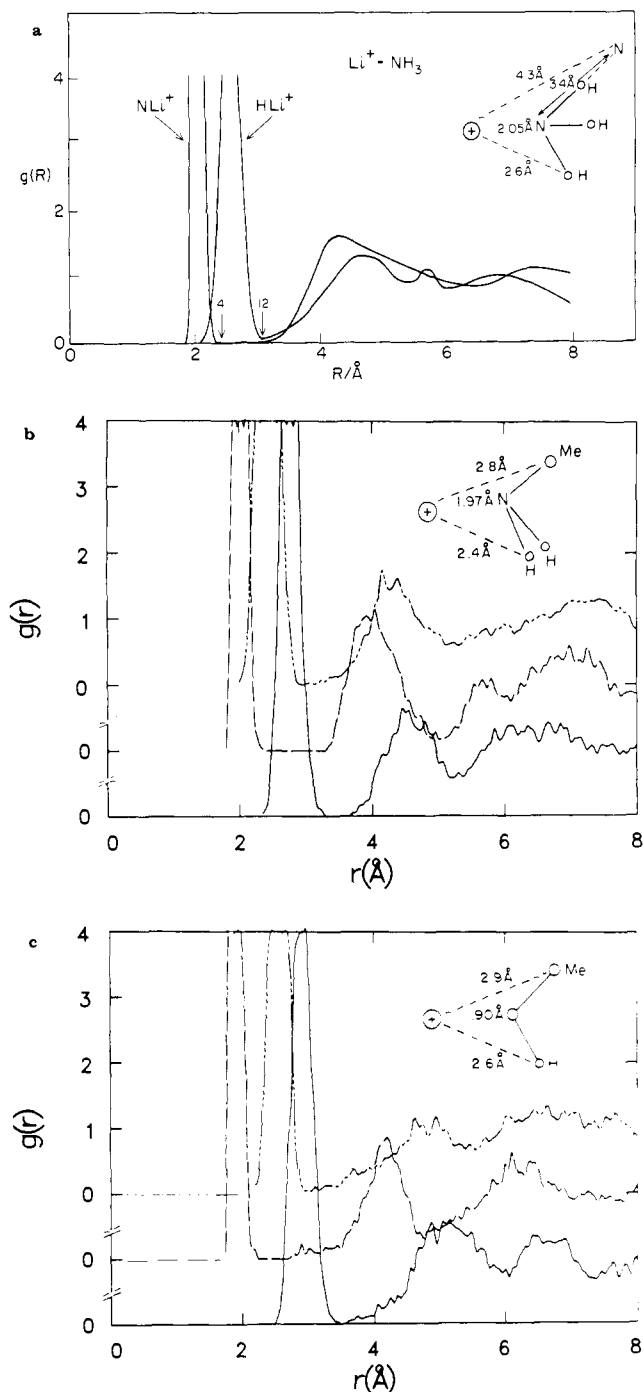 a
4
2
0
g(R)
NLi+
HLi+
Li+ - NH3
4
12
4.3Å
3.4Å
2.05Å
2.6Å
N
H
N
H
H
+
0 2 4 6 8
R/Å
b
4
3
2
1
0
0
0
g(r)
2.8Å
Me
1.97Å N
2.4Å
H
H
+
0 2 4 6 8
r(Å)
c
4
3
2
1
0
0
0
g(r)
2.9Å
Me
.90Å
2.6Å
H
+
0 2 4 6 8
r(Å)